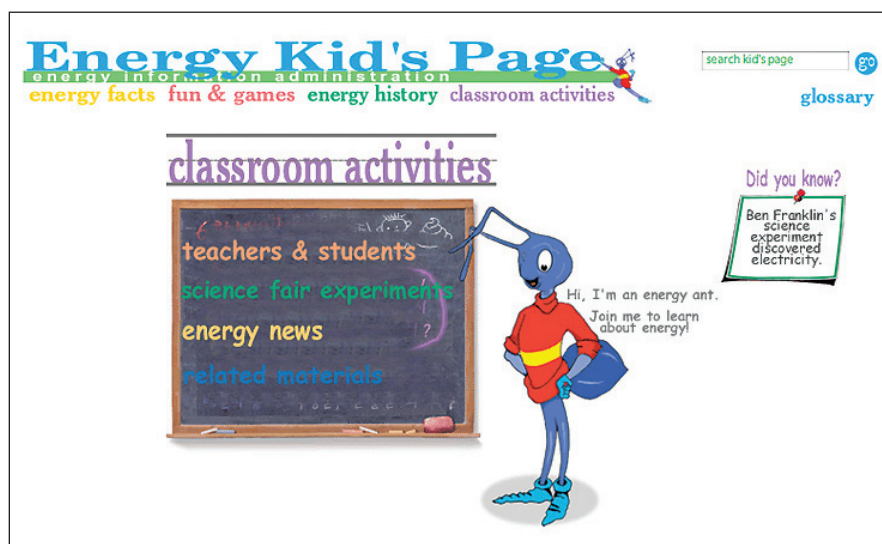 Energy Kid's Page
energy information administration
energy facts fun & games energy history classroom activities
search kid's page
go
glossary
classroom activities
teachers & students
science fair experiments
energy news
related materials
?
Hi, I'm an energy ant.
Join me to learn
about energy!
Did you know?
Ben Franklin's
science
experiment
discovered
electricity.